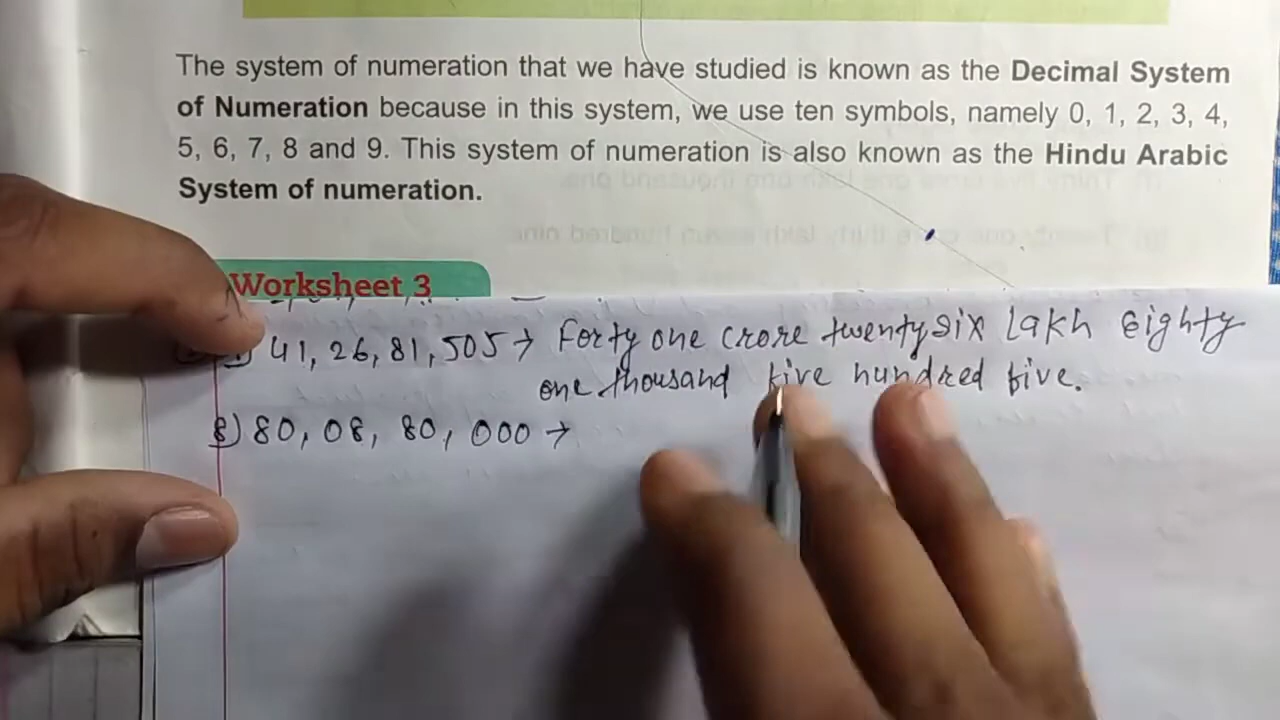 The system of numeration that we have studied is known as the Decimal System
of Numeration because in this system, we use ten symbols, namely 0, 1, 2, 3, 4,
5, 6, 7, 8 and 9. This system of numeration is also known as the Hindu Arabic
System of numeration.
Worksheet 3
41, 26, 81, 505 → Forty one crore twenty six Lakh Eighty
one thousand five hundred five.
8) 80, 08, 80, 000 →